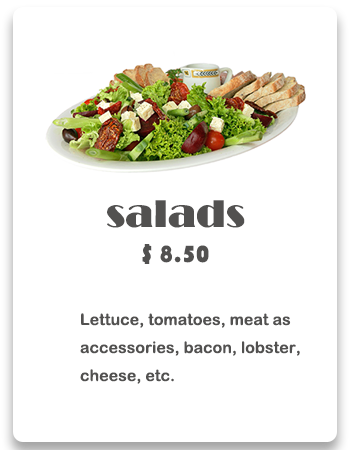 salads
$ 8.50
Lettuce, tomatoes, meat as
accessories, bacon, lobster,
cheese, etc.